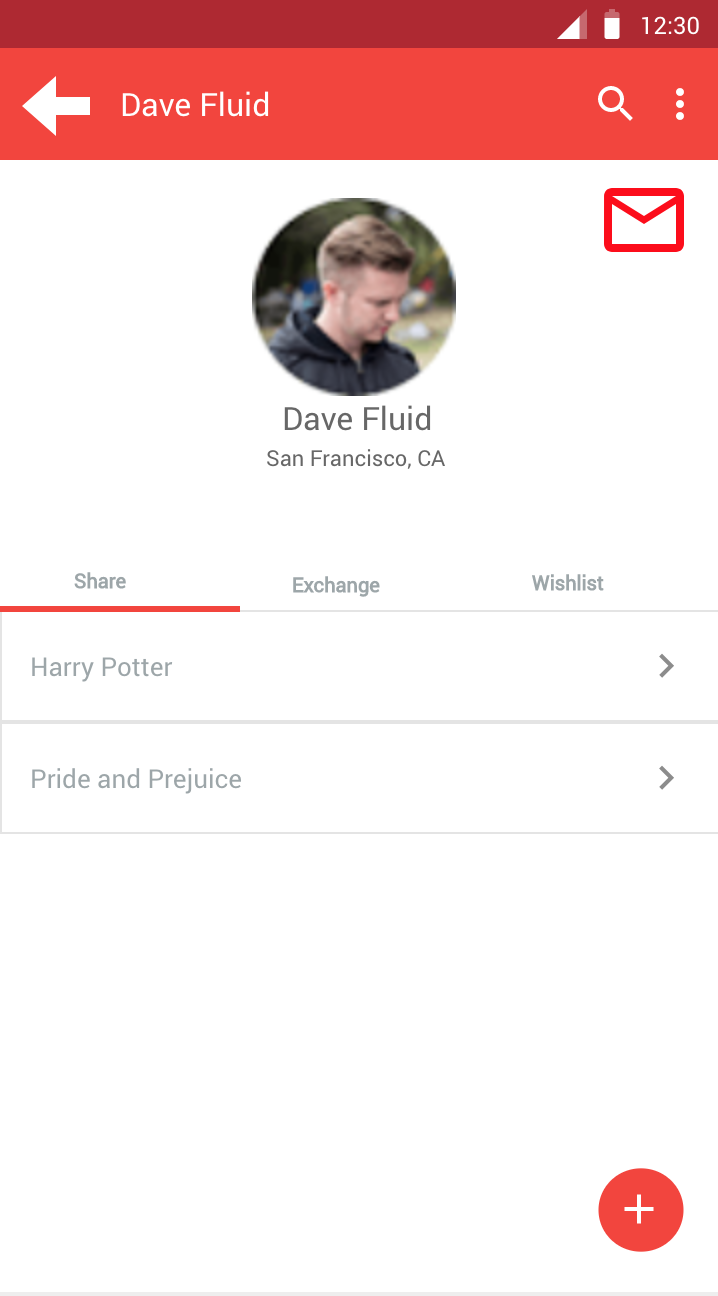 12:30
Dave Fluid
Dave Fluid
San Francisco, CA
Share Exchange Wishlist
Harry Potter
Pride and Prejuice